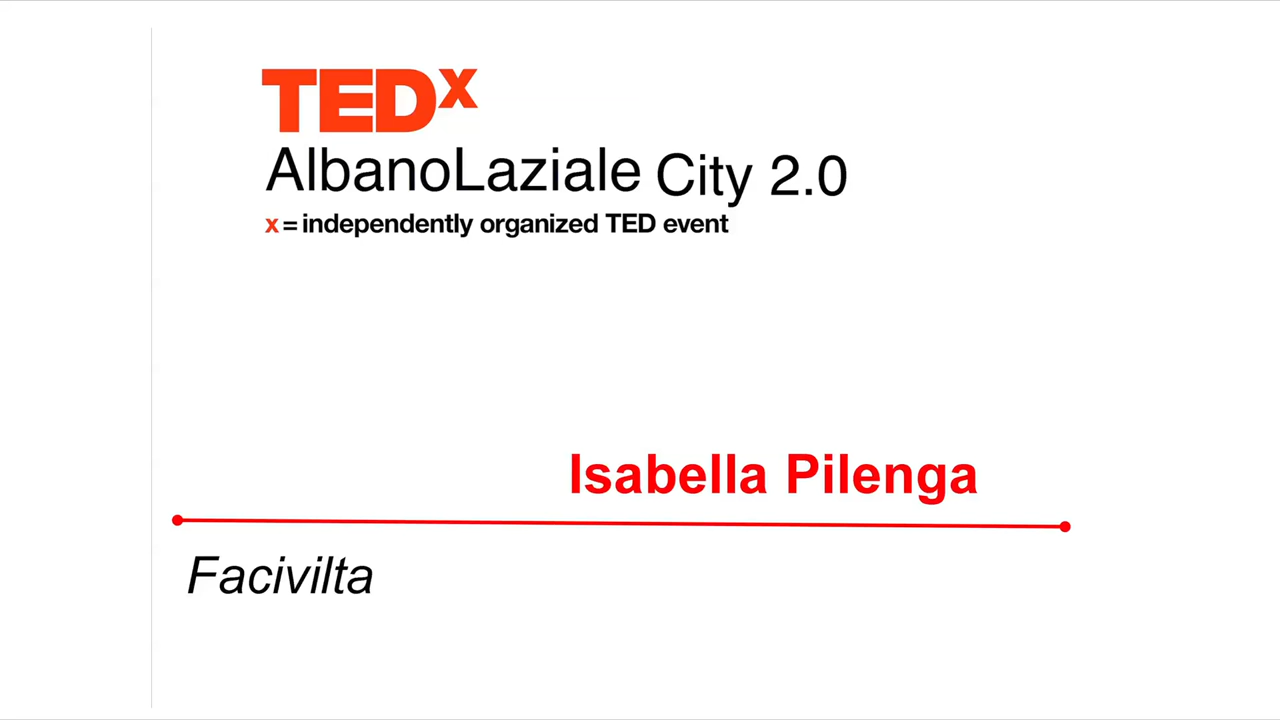 TEDx
AlbanoLaziale City 2.0
x = independently organized TED event
Isabella Pilenga
Facivilta